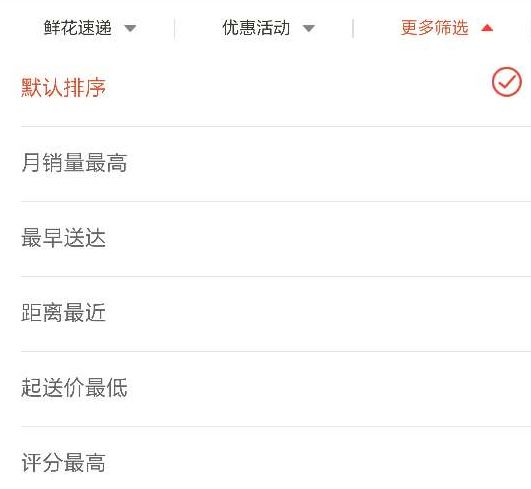 鲜花速递 优惠活动 更多筛选
默认排序
月销量最高
最早送达
距离最近
起送价最低
评分最高